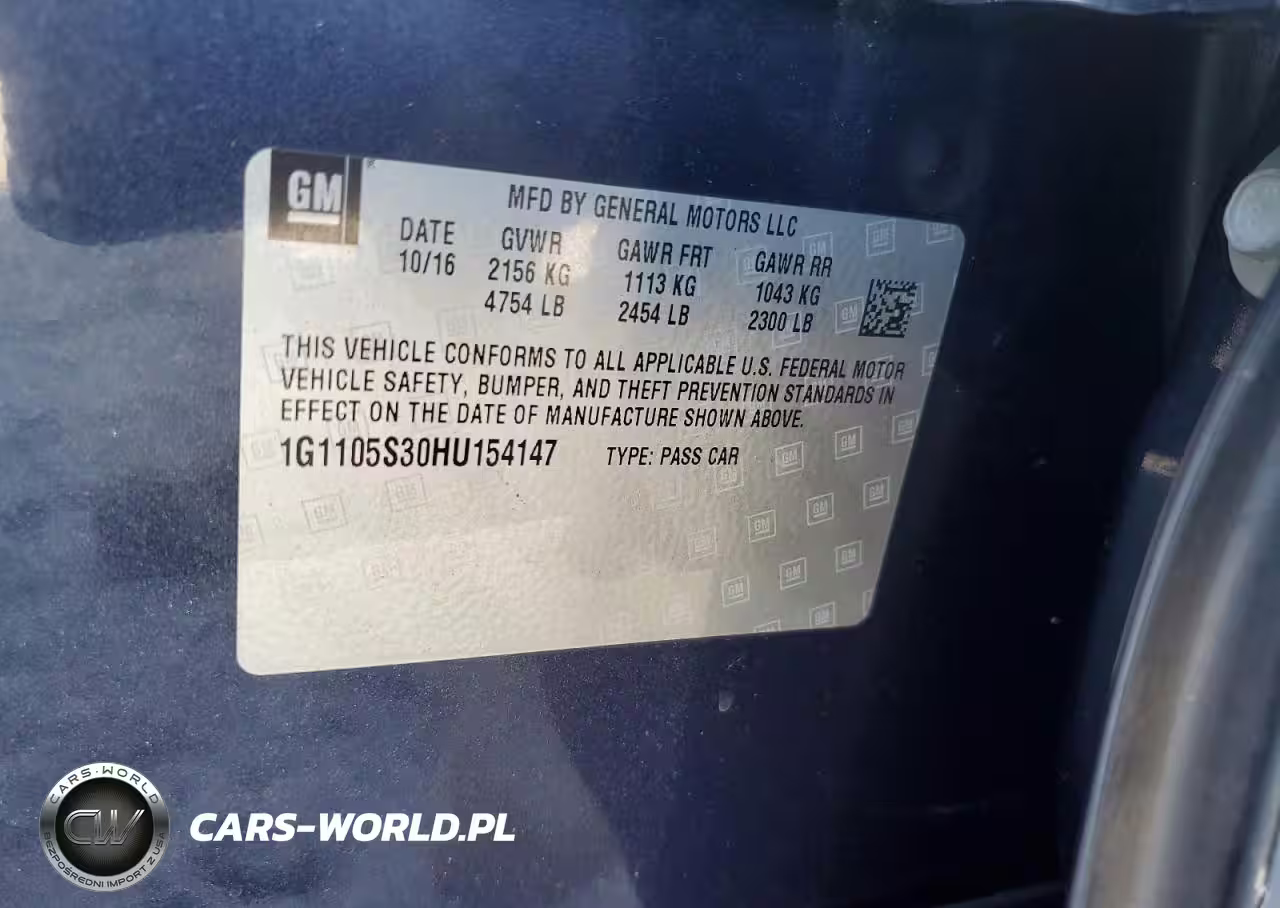 GM
MFD BY GENERAL MOTORS LLC
DATE GVWR GAWR FRT GAWR RR
10/16 2156 KG 1113 KG 1043 KG
4754 LB 2454 LB 2300 LB
THIS VEHICLE CONFORMS TO ALL APPLICABLE U.S. FEDERAL MOTOR
VEHICLE SAFETY, BUMPER, AND THEFT PREVENTION STANDARDS IN
EFFECT ON THE DATE OF MANUFACTURE SHOWN ABOVE.
1G1105S30HU154147 TYPE: PASS CAR
CARS-WORLD
CW
BEZPOŚREDNI IMPORT Z USA
CARS-WORLD.PL